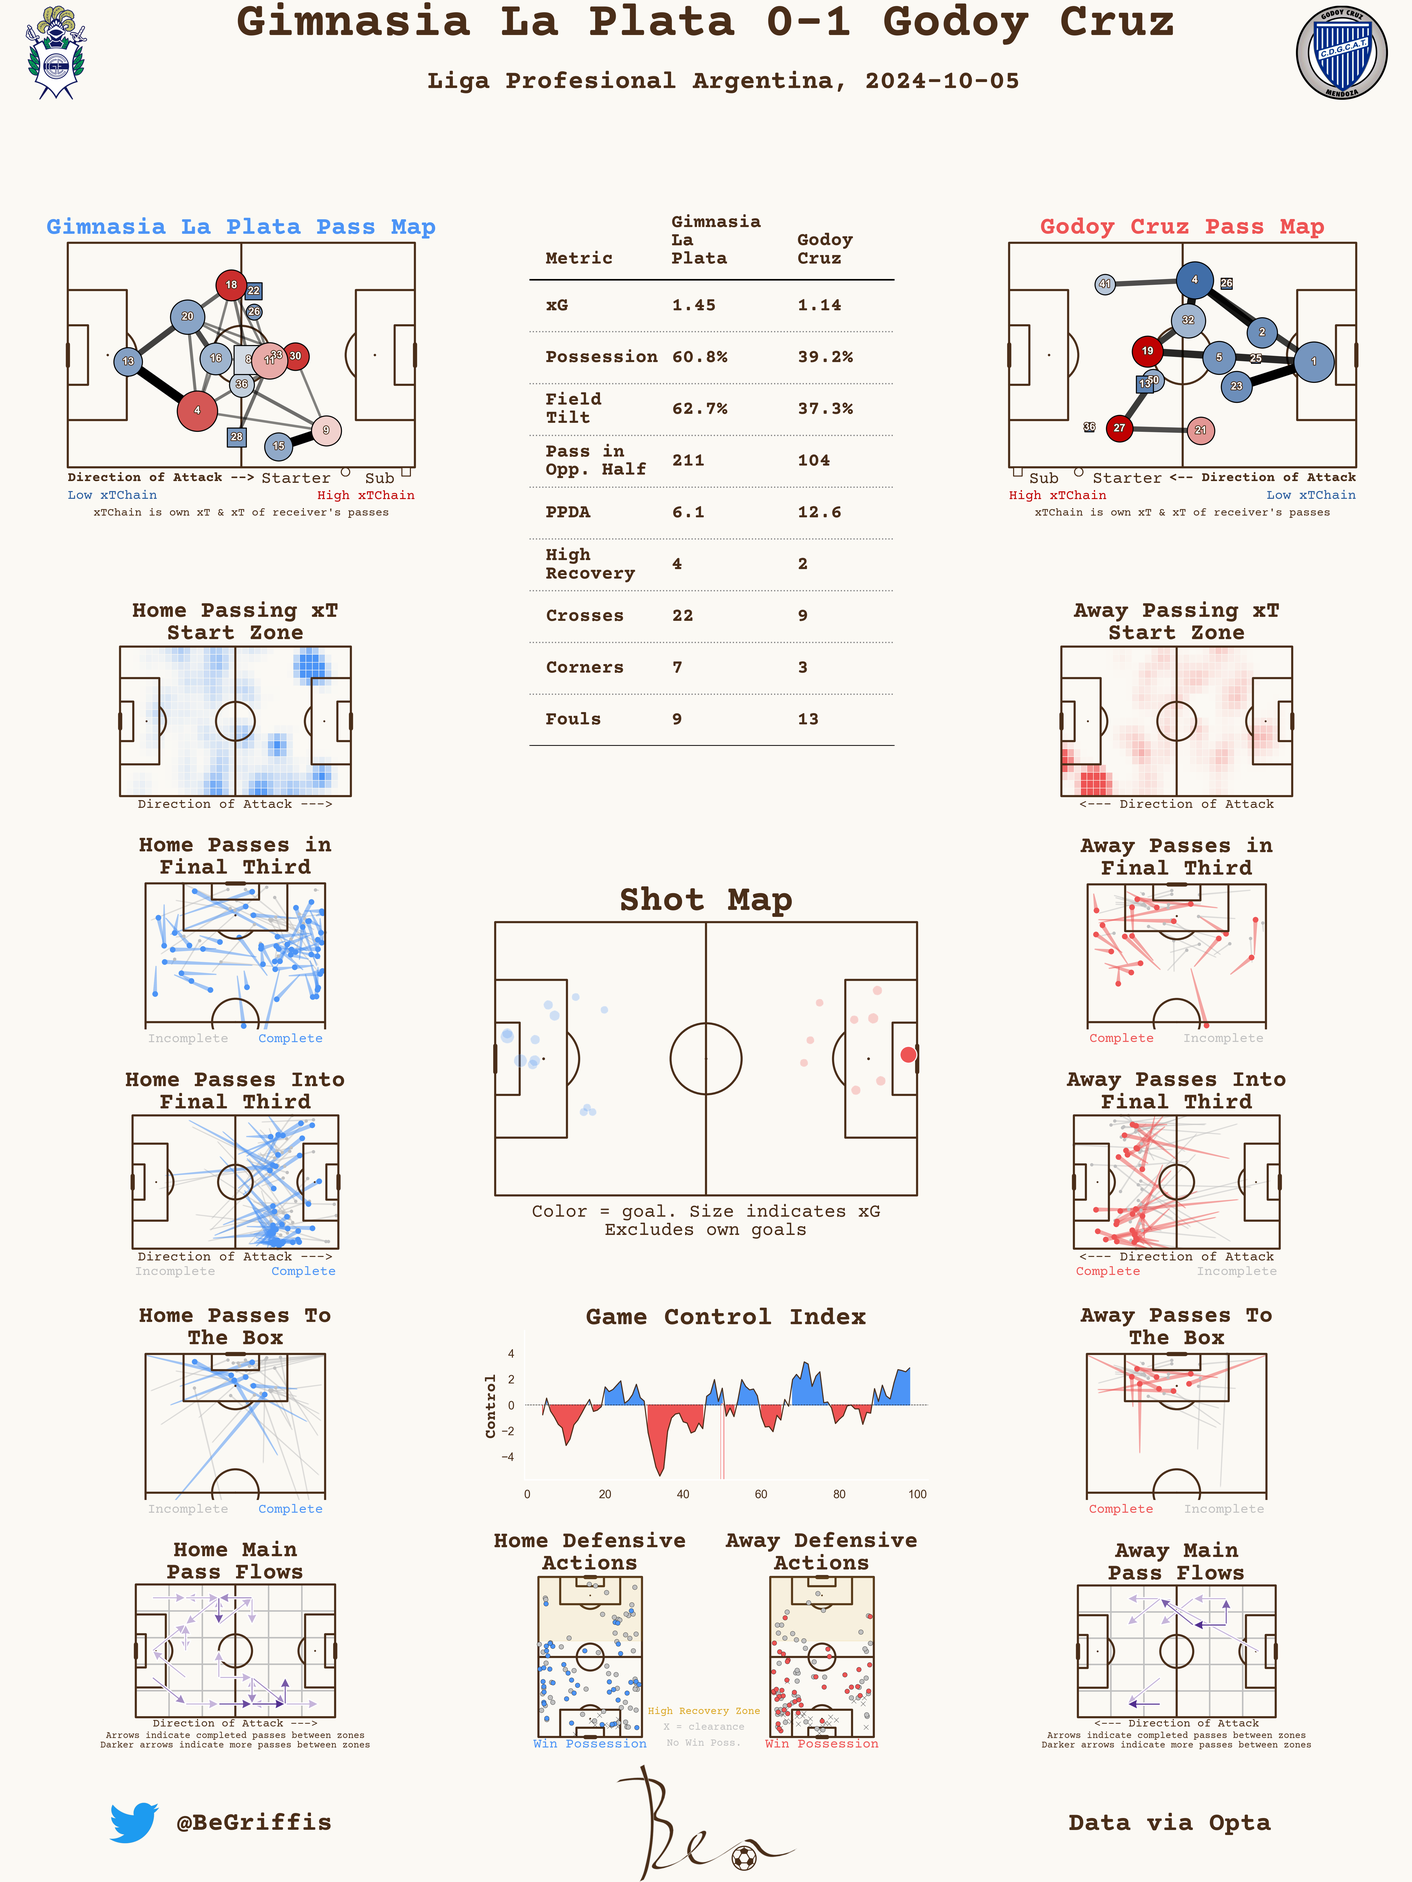 Gimnasia La Plata 0-1 Godoy Cruz
Liga Profesional Argentina, 2024-10-05
GODOY CRUZ
C.D.G.C.A.T.
MENDOZA
Gimnasia La Plata Pass Map
18
22
26
20
13
16
8
11
33
30
36
4
28
15
9
Direction of Attack --> Starter Sub
Low xTChain High xTChain
xTChain is own xT & xT of receiver's passes
Metric Gimnasia La Plata Godoy Cruz
xG 1.45 1.14
Possession 60.8% 39.2%
Field Tilt 62.7% 37.3%
Pass in Opp. Half 211 104
PPDA 6.1 12.6
High Recovery 4 2
Crosses 22 9
Corners 7 3
Fouls 9 13
Godoy Cruz Pass Map
41
4
26
32
2
19
5
25
1
13
50
23
36
27
21
Sub Starter <-- Direction of Attack
High xTChain Low xTChain
xTChain is own xT & xT of receiver's passes
Home Passing xT
Start Zone
Direction of Attack --->
Away Passing xT
Start Zone
<--- Direction of Attack
Home Passes in
Final Third
Incomplete Complete
Away Passes in
Final Third
Complete Incomplete
Shot Map
Color = goal. Size indicates xG
Excludes own goals
Home Passes Into
Final Third
Direction of Attack --->
Incomplete Complete
Away Passes Into
Final Third
<--- Direction of Attack
Complete Incomplete
Home Passes To
The Box
Incomplete Complete
Game Control Index
Control
4
2
0
−2
−4
0 20 40 60 80 100
Away Passes To
The Box
Complete Incomplete
Home Main
Pass Flows
Direction of Attack --->
Arrows indicate completed passes between zones
Darker arrows indicate more passes between zones
Home Defensive
Actions
Win Possession
High Recovery Zone
X = clearance
No Win Poss.
Away Defensive
Actions
Win Possession
Away Main
Pass Flows
<--- Direction of Attack
Arrows indicate completed passes between zones
Darker arrows indicate more passes between zones
@BeGriffis
Ben
Data via Opta